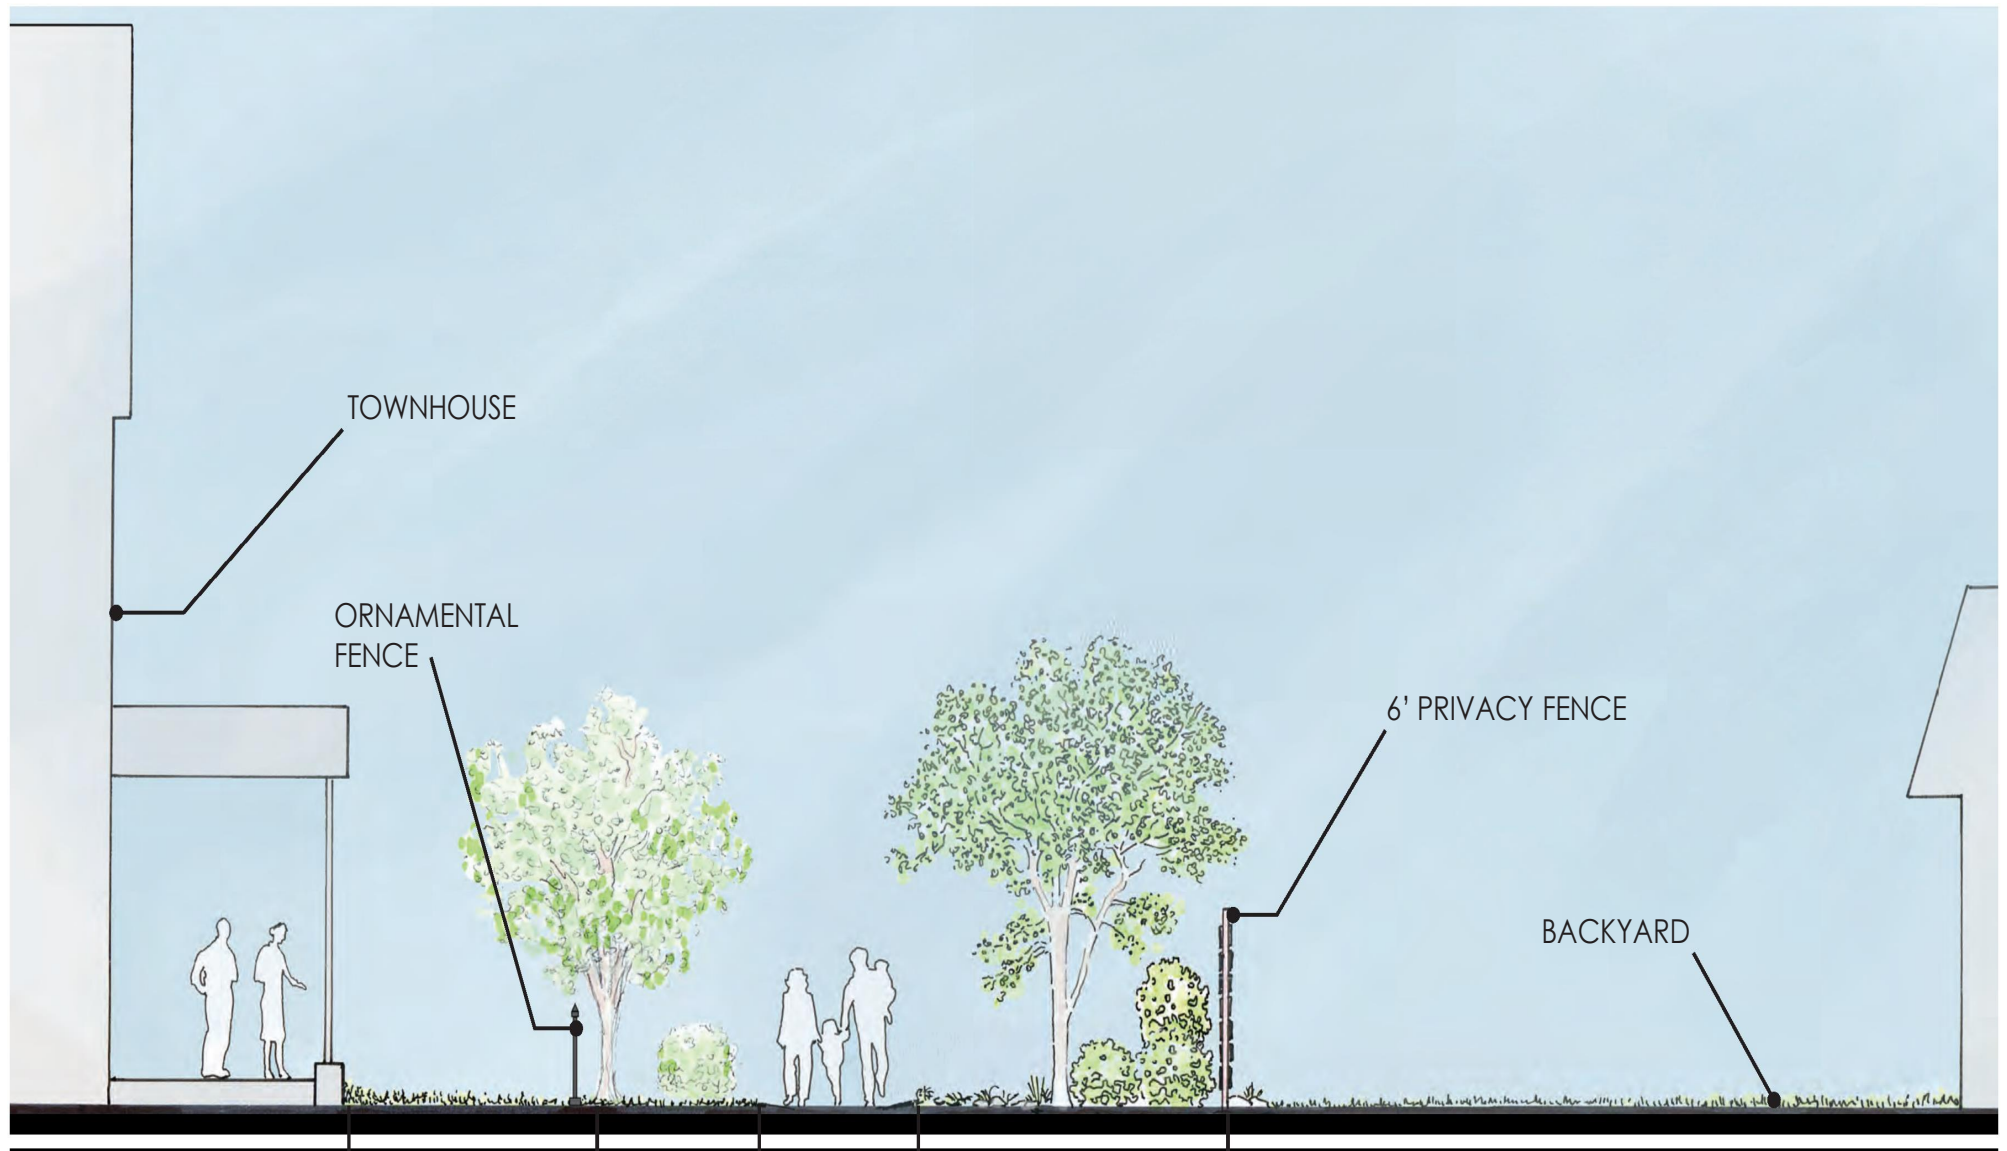 TOWNHOUSE
ORNAMENTAL
FENCE
6’ PRIVACY FENCE
BACKYARD